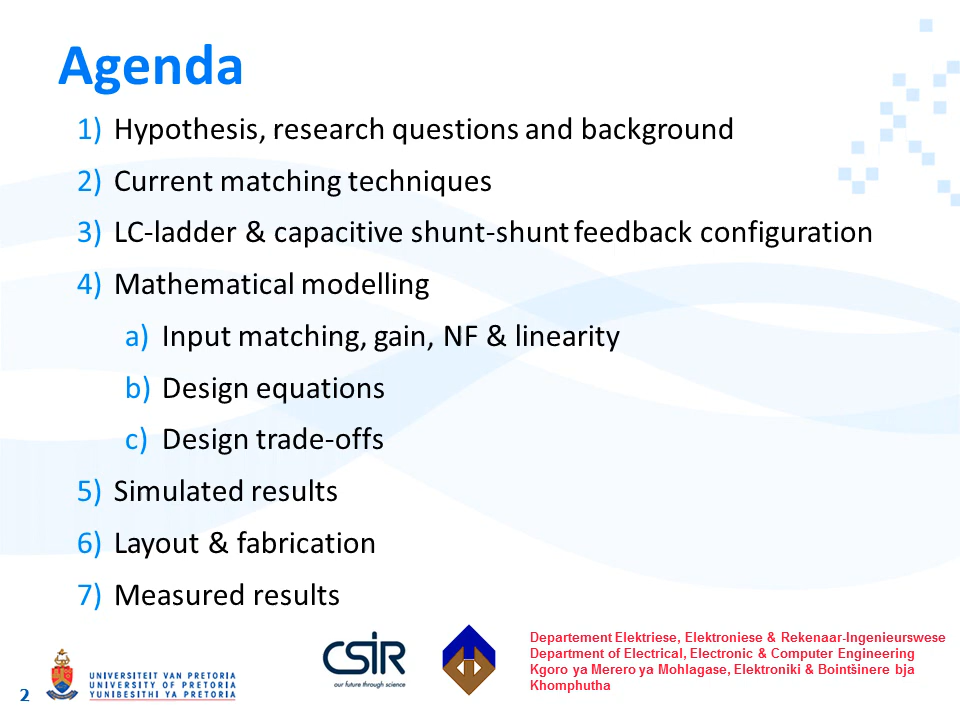 Agenda
1) Hypothesis, research questions and background
2) Current matching techniques
3) LC-ladder & capacitive shunt-shunt feedback configuration
4) Mathematical modelling
a) Input matching, gain, NF & linearity
b) Design equations
c) Design trade-offs
5) Simulated results
6) Layout & fabrication
7) Measured results
2
UNIVERSITEIT VAN PRETORIA
UNIVERSITY OF PRETORIA
YUNIBESITHI YA PRETORIA
CSIR
our future through science
Departement Elektriese, Elektroniese & Rekenaar-Ingenieurswese
Department of Electrical, Electronic & Computer Engineering
Kgoro ya Merero ya Mohlagase, Elektroniki & Bointšinere bja
Khomphutha